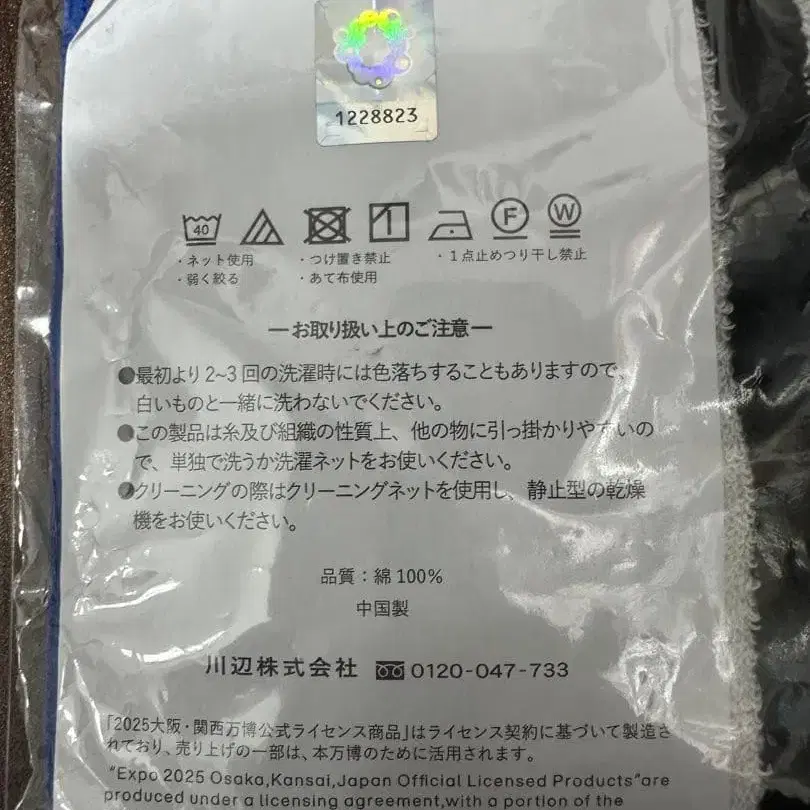 1228823
40
F
W
・ネット使用
・弱く絞る
・つけ置き禁止
・あて布使用
・1点止めつり干し禁止
ーお取り扱い上のご注意ー
●最初より2~3回の洗濯時には色落ちすることもありますので、
白いものと一緒に洗わないでください。
●この製品は糸及び組織の性質上、他の物に引っ掛かりやすいの
で、単独で洗うか洗濯ネットをお使いください。
●クリーニングの際はクリーニングネットを使用し、静止型の乾燥
機をお使いください。
品質：綿100%
中国製
川辺株式会社 0120-047-733
「2025大阪・関西万博公式ライセンス商品」はライセンス契約に基づいて製造さ
れており、売り上げの一部は、本万博のために活用されます。
"Expo 2025 Osaka,Kansai,Japan Official Licensed Products"are
produced under a licensing agreement,with a portion of the